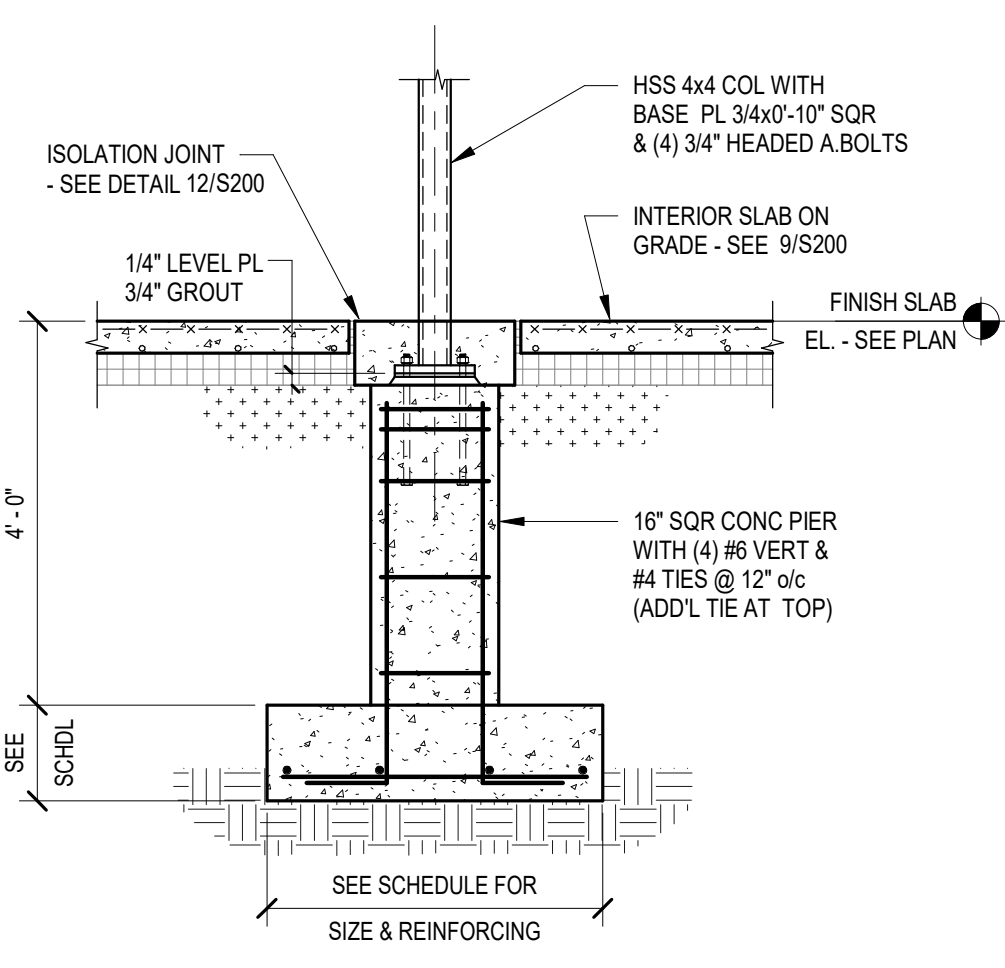 HSS 4x4 COL WITH
BASE PL 3/4x0'-10" SQR
& (4) 3/4" HEADED A.BOLTS
ISOLATION JOINT
- SEE DETAIL 12/S200
INTERIOR SLAB ON
GRADE - SEE 9/S200
1/4" LEVEL PL
3/4" GROUT
FINISH SLAB
EL. - SEE PLAN
4' - 0"
16" SQR CONC PIER
WITH (4) #6 VERT &
#4 TIES @ 12" o/c
(ADD'L TIE AT TOP)
SEE
SCHDL
SEE SCHEDULE FOR
SIZE & REINFORCING